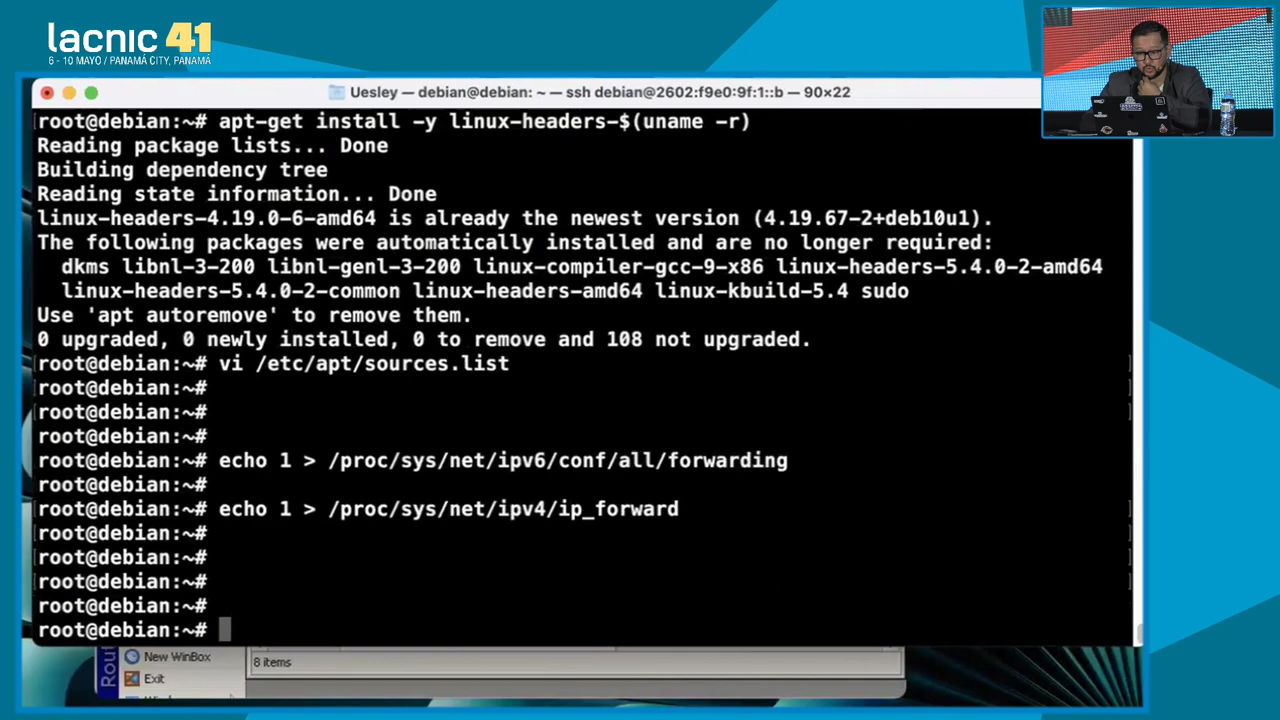 lacnic 41
6 - 10 MAYO / PANAMÁ CITY, PANAMÁ
Uesley — debian@debian: ~ — ssh debian@2602:f9e0:9f:1::b — 90×22
root@debian:~# apt-get install -y linux-headers-$(uname -r)
Reading package lists... Done
Building dependency tree
Reading state information... Done
linux-headers-4.19.0-6-amd64 is already the newest version (4.19.67-2+deb10u1).
The following packages were automatically installed and are no longer required:
dkms libnl-3-200 libnl-genl-3-200 linux-compiler-gcc-9-x86 linux-headers-5.4.0-2-amd64
linux-headers-5.4.0-2-common linux-headers-amd64 linux-kbuild-5.4 sudo
Use 'apt autoremove' to remove them.
0 upgraded, 0 newly installed, 0 to remove and 108 not upgraded.
root@debian:~# vi /etc/apt/sources.list
root@debian:~#
root@debian:~#
root@debian:~#
root@debian:~# echo 1 > /proc/sys/net/ipv6/conf/all/forwarding
root@debian:~#
root@debian:~# echo 1 > /proc/sys/net/ipv4/ip_forward
root@debian:~#
root@debian:~#
root@debian:~#
root@debian:~#
root@debian:~#
New WinBox
8 items
Exit